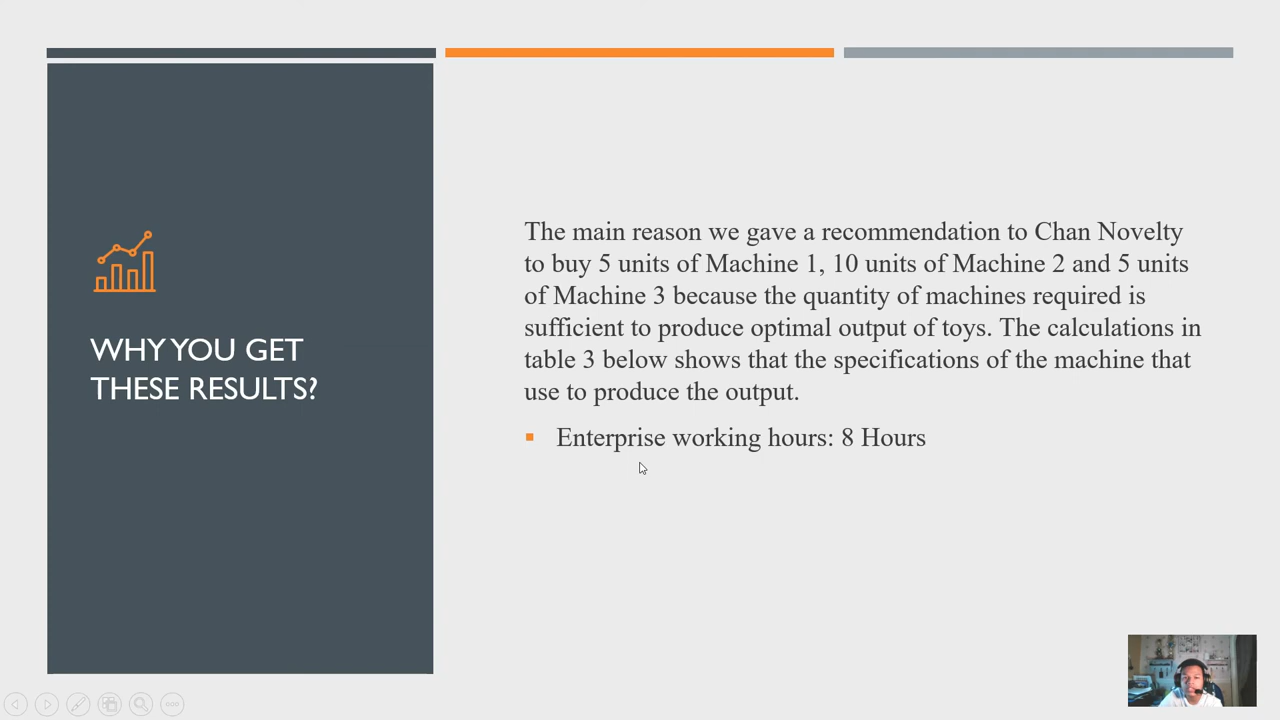 WHY YOU GET
THESE RESULTS?
The main reason we gave a recommendation to Chan Novelty
to buy 5 units of Machine 1, 10 units of Machine 2 and 5 units
of Machine 3 because the quantity of machines required is
sufficient to produce optimal output of toys. The calculations in
table 3 below shows that the specifications of the machine that
use to produce the output.
Enterprise working hours: 8 Hours